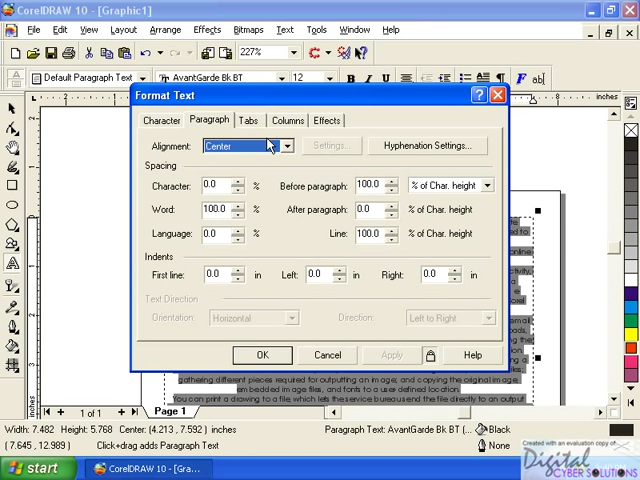 CorelDRAW 10 - [Graphic1]
File Edit View Layout Arrange Effects Bitmaps Text Tools Window Help
227%
Default Paragraph Text AvantGarde Bk BT 12
Format Text
Character Paragraph Tabs Columns Effects
Alignment: Center Settings... Hyphenation Settings...
Spacing
Character: 0.0 % Before paragraph: 100.0 % of Char. height
Word: 100.0 % After paragraph: 0.0 % of Char. height
Language: 0.0 % Line: 100.0 % of Char. height
Indents
First line: 0.0 in Left: 0.0 in Right: 0.0 in
Text Direction
Orientation: Horizontal Direction: Left to Right
OK Cancel Apply Help
gathering different pieces required for outputting an image; and copying the original image,
embedded image files, and fonts to a user defined location.
You can print a drawing to a file, which lets the service bureau send the file directly to an output
inches
1 of 1 Page 1
Width: 7.482 Height: 5.768 Center: (4.213, 7.592) inches Paragraph Text: AvantGarde Bk BT (... Black
( 7.645, 12.989 ) Click+drag adds Paragraph text None
Created with an evaluation copy of
Digital
CYBER SOLUTIONS
start CorelDRAW 10 - [Gra...